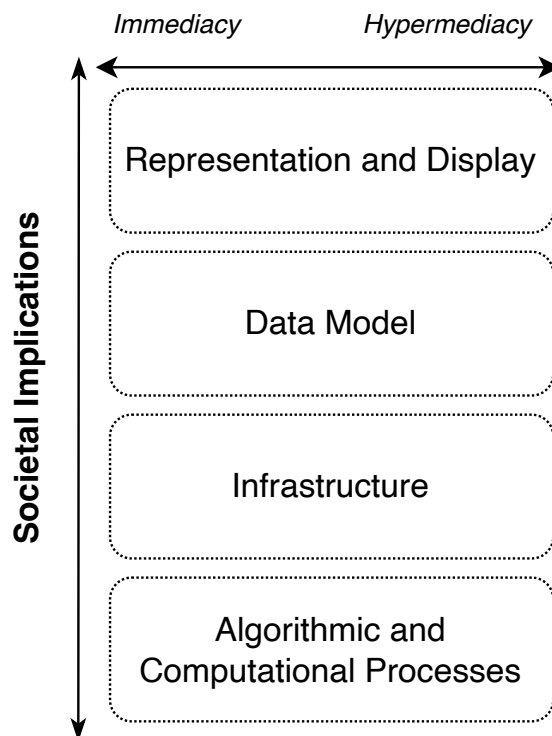 Immediacy Hypermediacy
Societal Implications
Representation and Display
Data Model
Infrastructure
Algorithmic and
Computational Processes